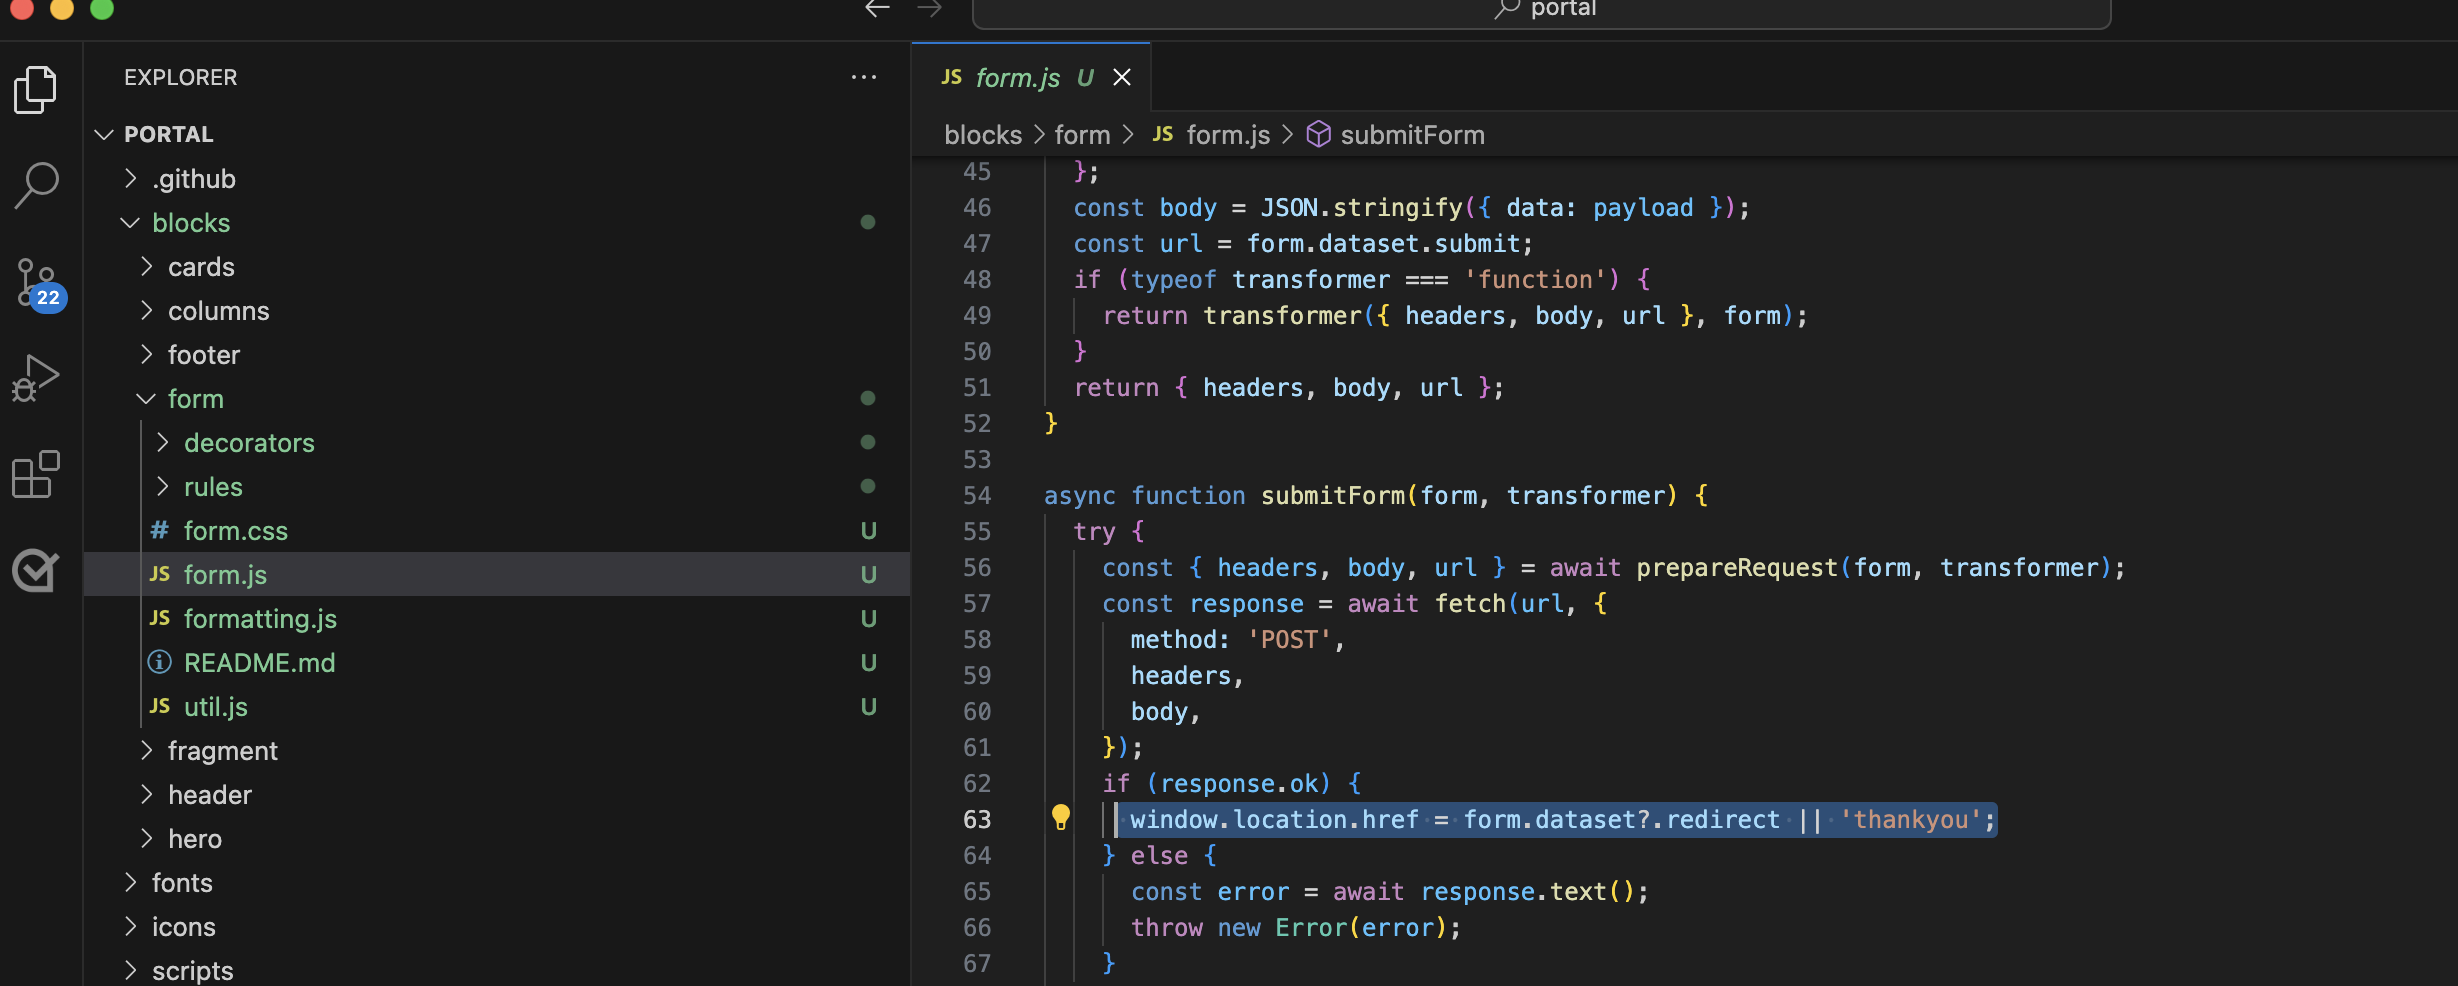 portal
EXPLORER
PORTAL
.github
blocks
cards
columns
footer
form
decorators
rules
# form.css U
JS form.js U
JS formatting.js U
README.md U
JS util.js U
fragment
header
hero
fonts
icons
scripts
22
JS form.js U
blocks > form > JS form.js > submitForm
45 };
46 const body = JSON.stringify({ data: payload });
47 const url = form.dataset.submit;
48 if (typeof transformer === 'function') {
49 return transformer({ headers, body, url }, form);
50 }
51 return { headers, body, url };
52 }
53
54 async function submitForm(form, transformer) {
55 try {
56 const { headers, body, url } = await prepareRequest(form, transformer);
57 const response = await fetch(url, {
58 method: 'POST',
59 headers,
60 body,
61 });
62 if (response.ok) {
63 window.location.href = form.dataset?.redirect || 'thankyou';
64 } else {
65 const error = await response.text();
66 throw new Error(error);
67 }